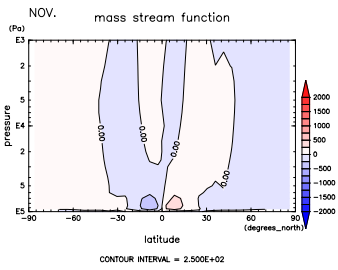 NOV.
mass stream function
(Pa)
E3
2
5
E4
2
5
E5
pressure
0.00
0.00
0.00
0.00
-90
-60
-30
0
30
60
90
(degrees_north)
latitude
2000
1500
1000
500
0
-500
-1000
-1500
-2000
CONTOUR INTERVAL = 2.500E+02